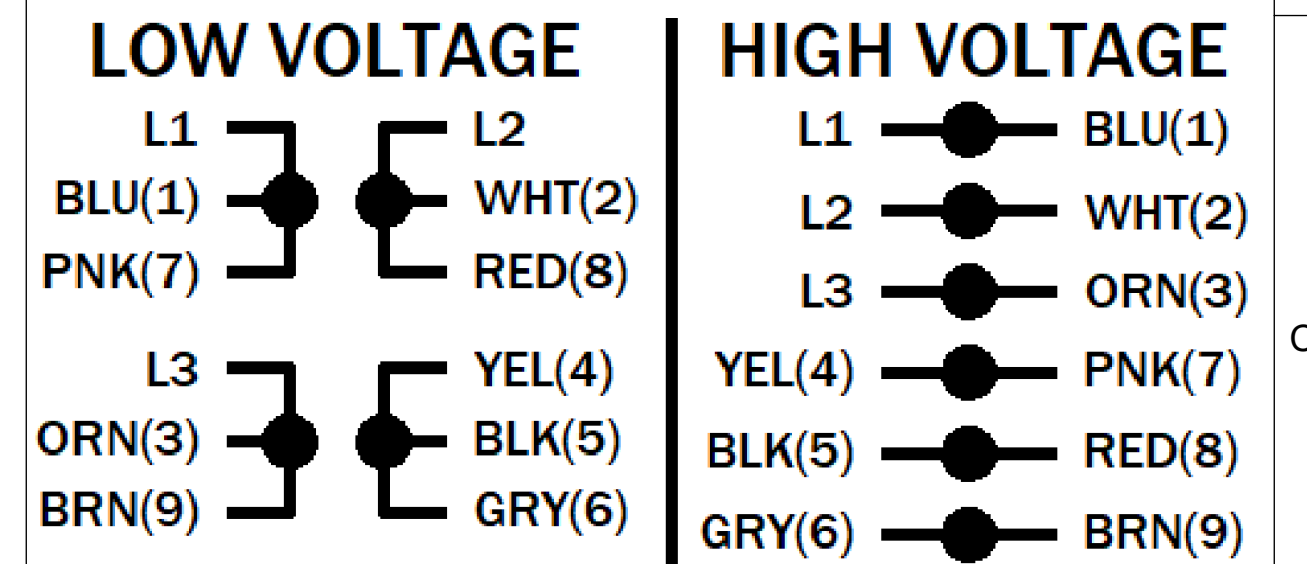 LOW VOLTAGE
L1
L2
BLU(1)
WHT(2)
PNK(7)
RED(8)
L3
YEL(4)
ORN(3)
BLK(5)
BRN(9)
GRY(6)
HIGH VOLTAGE
L1 BLU(1)
L2 WHT(2)
L3 ORN(3)
YEL(4) PNK(7)
BLK(5) RED(8)
GRY(6) BRN(9)